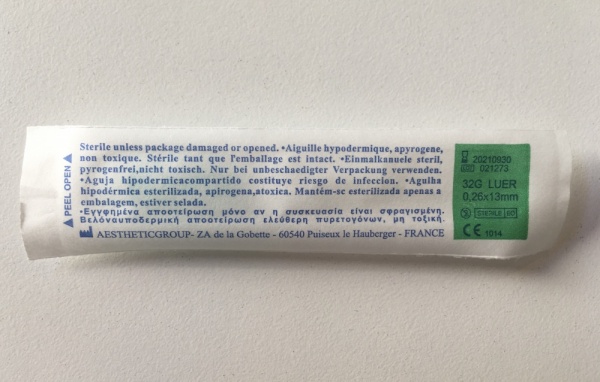 ▲ PEEL OPEN ▲
Sterile unless package damaged or opened. •Aiguille hypodermique, apyrogene,
non toxique. Stérile tant que l'emballage est intact. •Einmalkanuele steril,
pyrogenfrei,nicht toxisch. Nur bei unbeschaedigter Verpackung verwenden.
•Aguja hipodermicacompartido costituye riesgo de infeccion. •Agulha
hipodérmica esterilizada, apirogena,atoxica. Mantém-sc esterilizada apenas a
embalagem, estiver selada.
•Εγγυημένα αποστείρωση μόνο αν η συσκευασία είναι σφραγισμένη.
Βελόναυποδερμική αποστείρωση ελεύθερη πυρετογόνων, μη τοξική.
AESTHETICGROUP- ZA de la Gobette - 60540 Puiseux le Hauberger - FRANCE
20210930
LOT 021273
32G LUER
0,26x13mm
STERILE EO
CE 1014